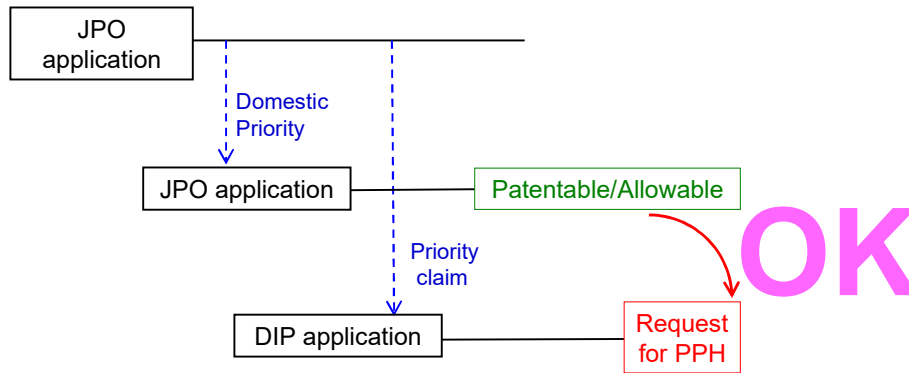 JPO
application
Domestic
Priority
JPO application
Patentable/Allowable
OK
Priority
claim
DIP application
Request
for PPH